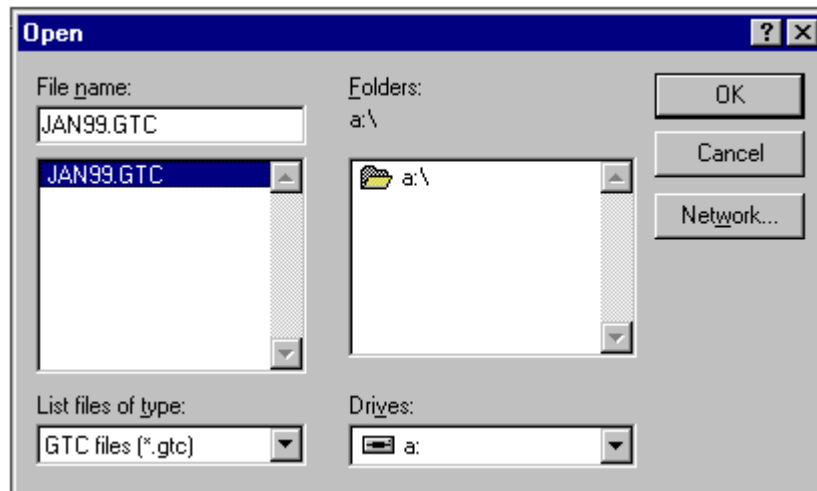 Open
File name:
JAN99.GTC
JAN99.GTC
List files of type:
GTC files (*.gtc)
Folders:
a:\
a:\
Drives:
a:
OK
Cancel
Network...